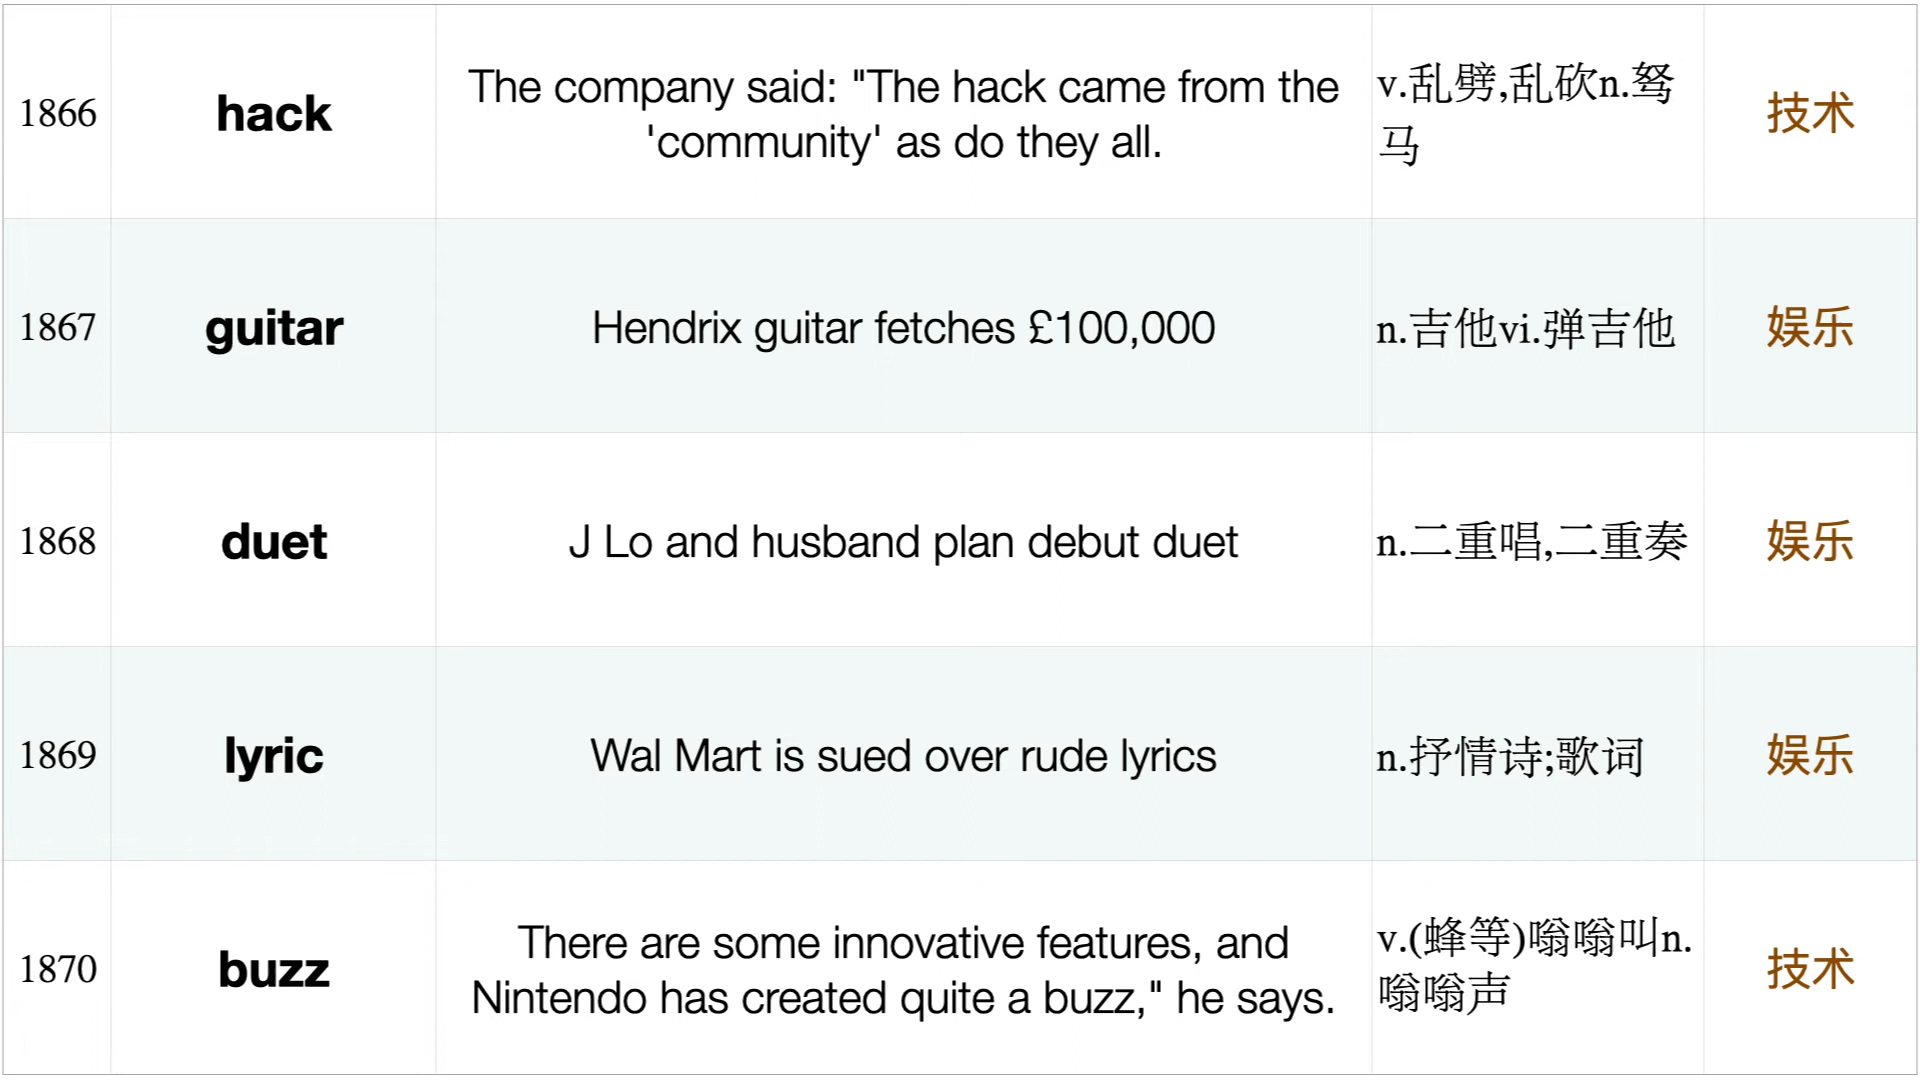 1866
hack
The company said: "The hack came from the
'community' as do they all.
v.乱劈,乱砍n.驽
马
技术
1867
guitar
Hendrix guitar fetches £100,000
n.吉他vi.弹吉他
娱乐
1868
duet
J Lo and husband plan debut duet
n.二重唱,二重奏
娱乐
1869
lyric
Wal Mart is sued over rude lyrics
n.抒情诗;歌词
娱乐
1870
buzz
There are some innovative features, and
Nintendo has created quite a buzz," he says.
v.(蜂等)嗡嗡叫n.
嗡嗡声
技术